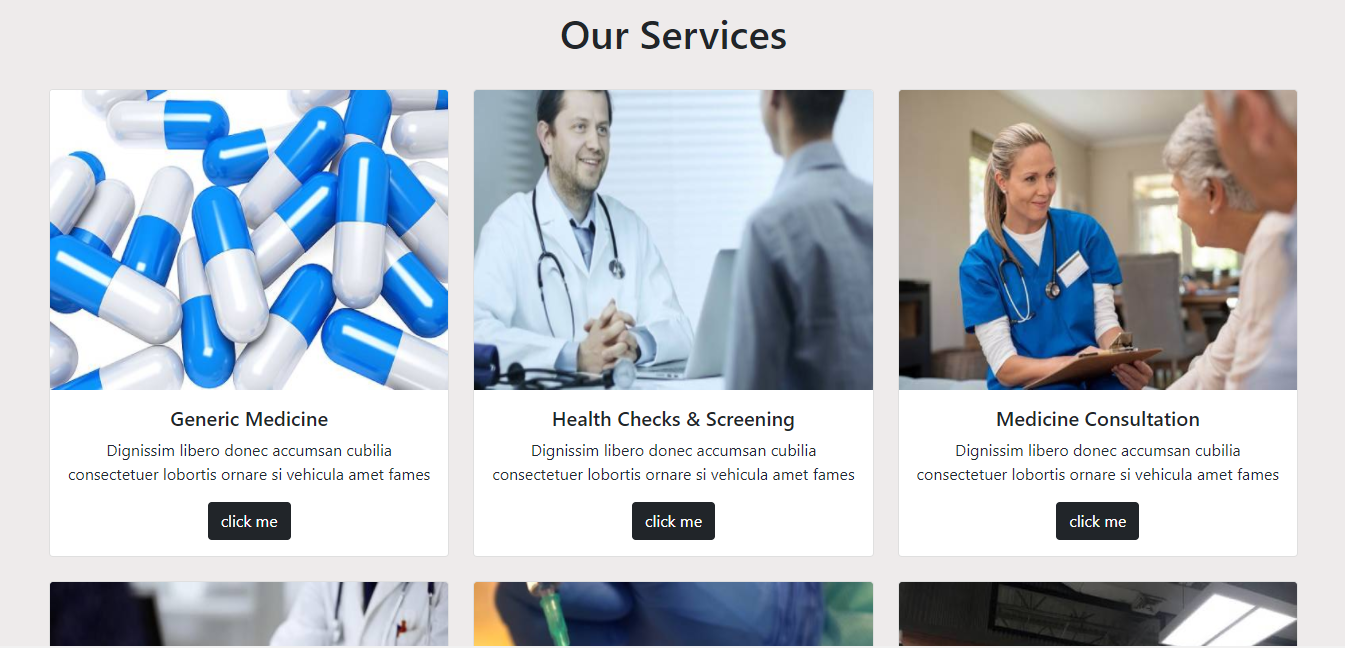 Our Services
Generic Medicine
Dignissim libero donec accumsan cubilia
consectetuer lobortis ornare si vehicula amet fames
click me
Health Checks & Screening
Dignissim libero donec accumsan cubilia
consectetuer lobortis ornare si vehicula amet fames
click me
Medicine Consultation
Dignissim libero donec accumsan cubilia
consectetuer lobortis ornare si vehicula amet fames
click me